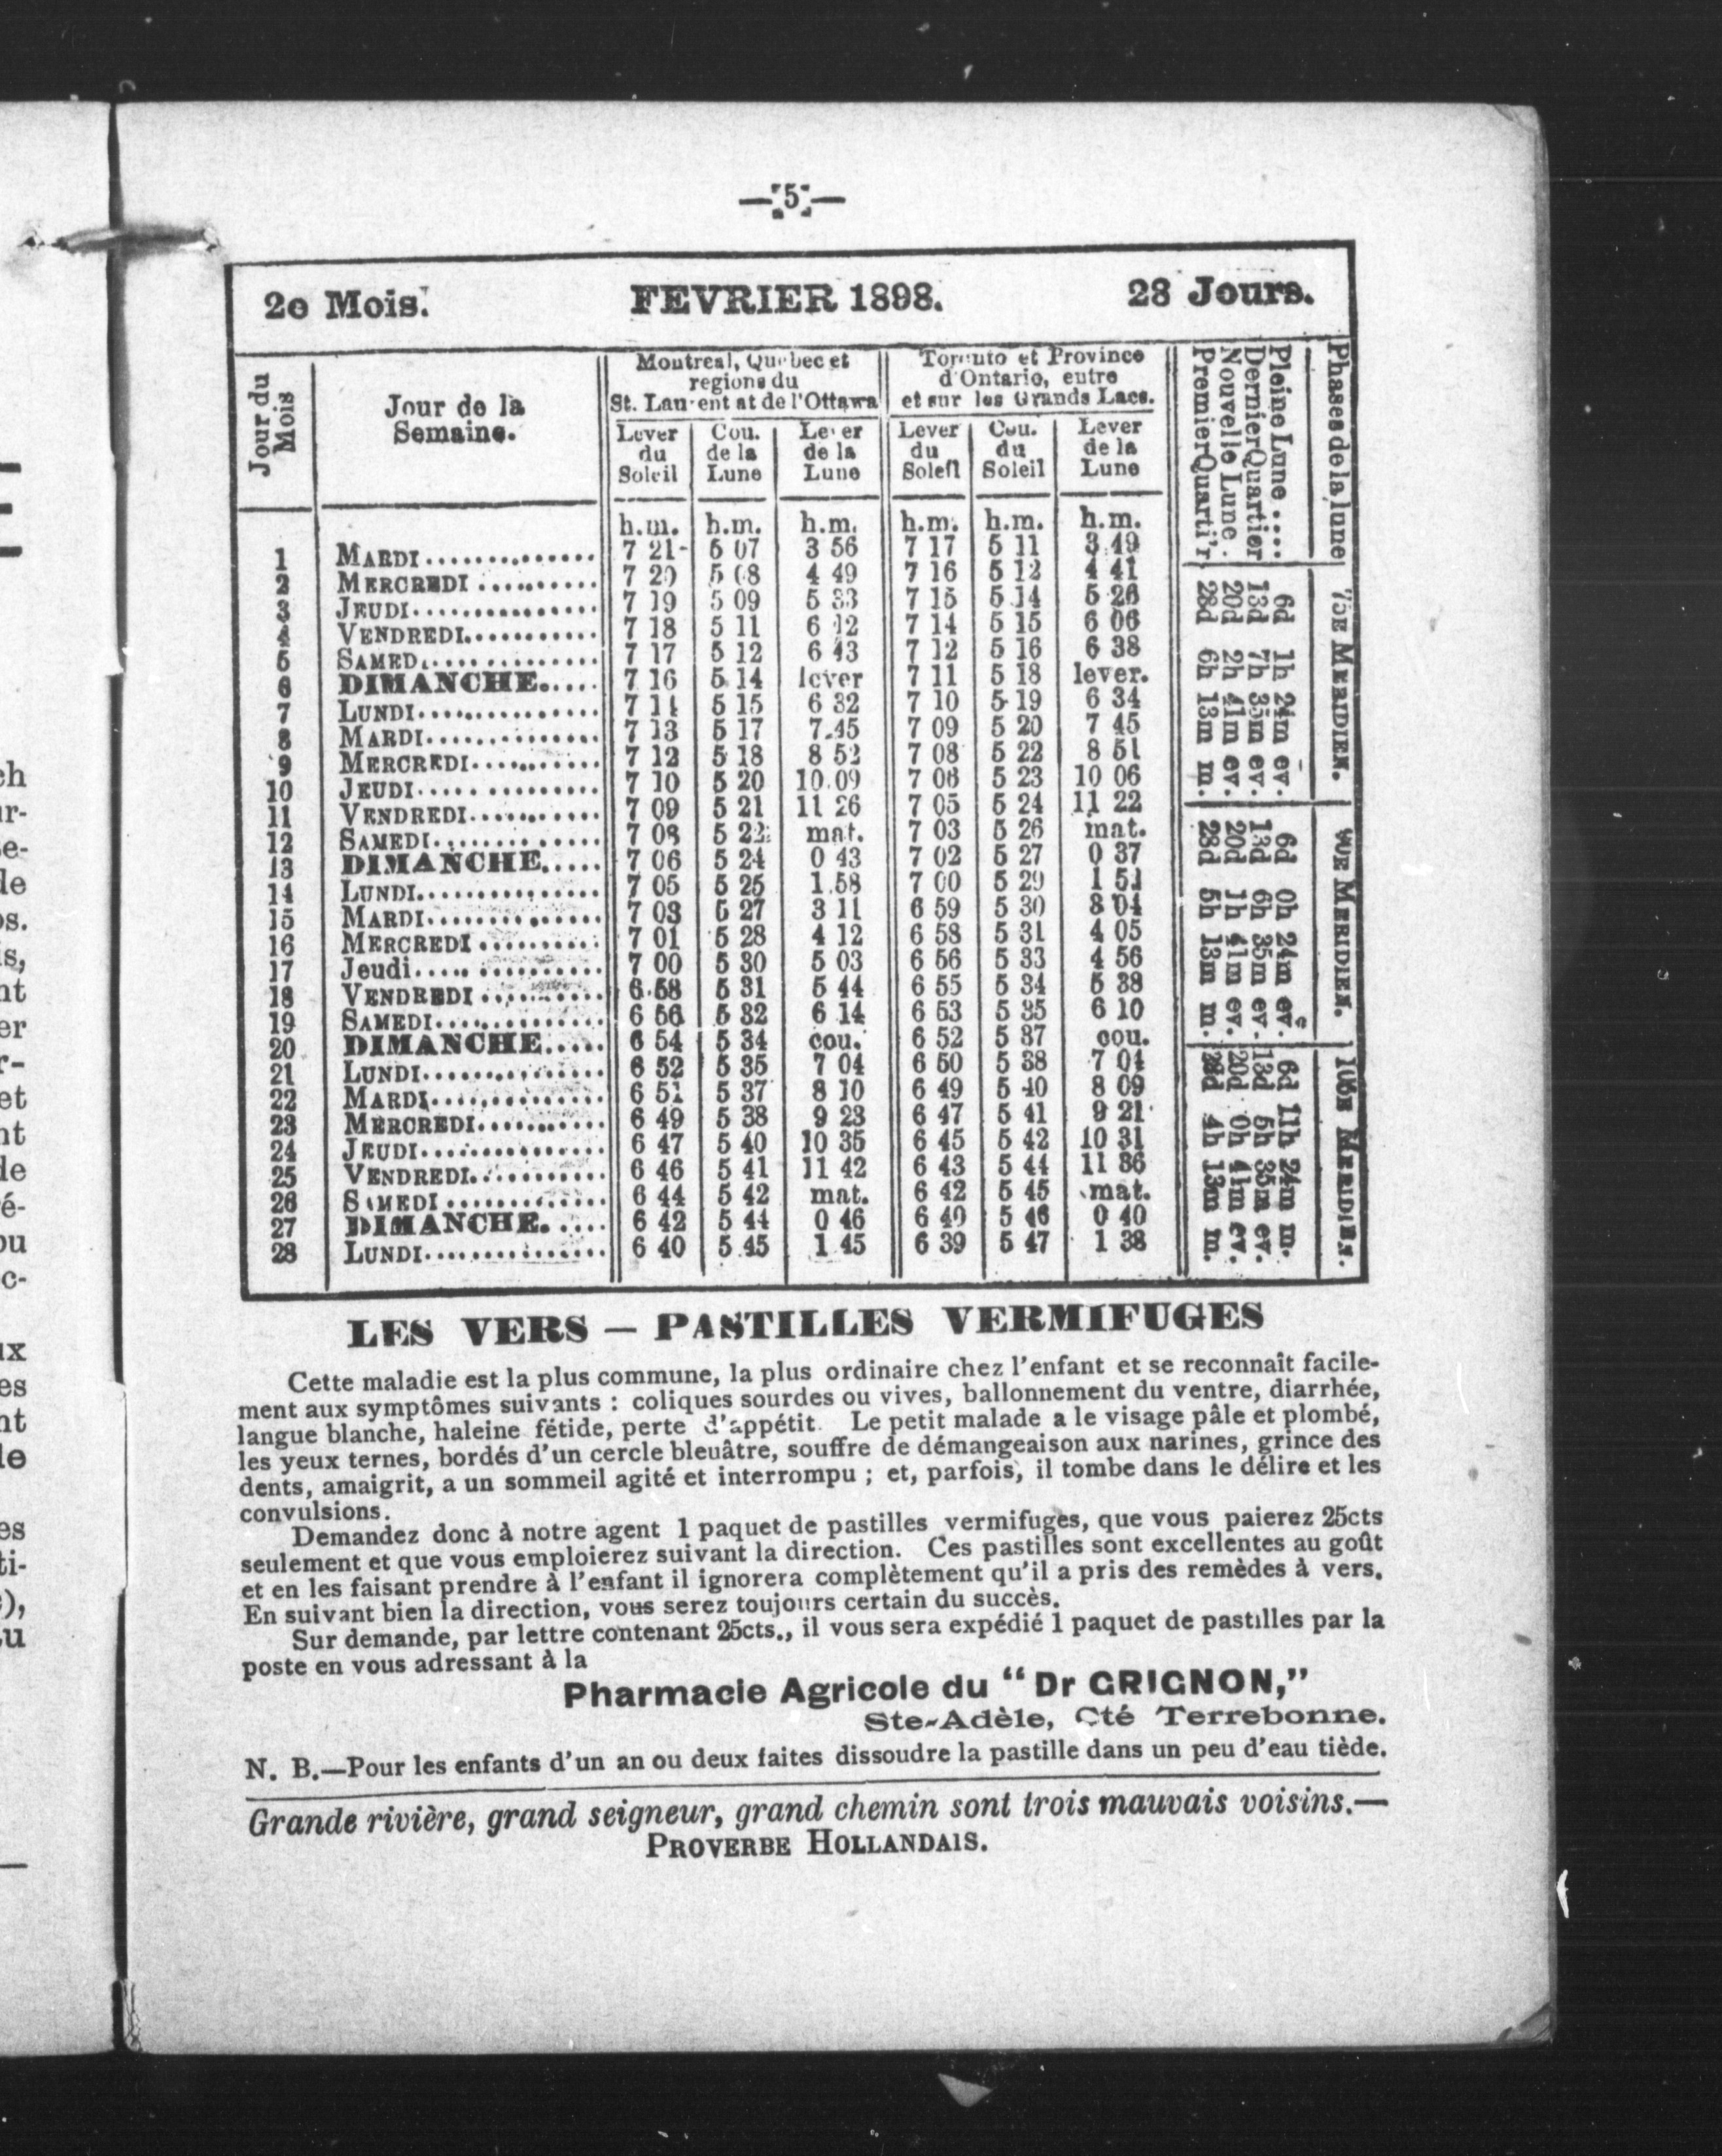 —5—
2e Mois. FEVRIER 1898. 28 Jours.
Jour du Mois
Jour de la Semaine.
Montreal, Quebec et
regions du
St. Laurent at de l'Ottawa
Toronto et Province
d'Ontario, entre
et sur les Grands Lacs.
Lever du Soleil
Cou. de la Lune
Lever de la Lune
Lever du Soleil
Cou. du Soleil
Lever de la Lune
h.m. h.m. h.m. h.m. h.m. h.m.
1 MARDI 7 21 5 07 3 56 7 17 5 11 3 49
2 MERCREDI 7 20 5 08 4 49 7 16 5 12 4 41
3 JEUDI 7 19 5 09 5 33 7 15 5 14 5 26
4 VENDREDI 7 18 5 11 6 12 7 14 5 15 6 06
5 SAMED 7 17 5 12 6 43 7 12 5 16 6 38
6 DIMANCHE 7 16 5 14 lever 7 11 5 18 lever.
7 LUNDI 7 14 5 15 6 32 7 10 5 19 6 34
8 MARDI 7 13 5 17 7 45 7 09 5 20 7 45
9 MERCREDI 7 12 5 18 8 52 7 08 5 22 8 51
10 JEUDI 7 10 5 20 10 09 7 06 5 23 10 06
11 VENDREDI 7 09 5 21 11 26 7 05 5 24 11 22
12 SAMEDI 7 08 5 22 mat. 7 03 5 26 mat.
13 DIMANCHE 7 06 5 24 0 43 7 02 5 27 0 37
14 LUNDI 7 05 5 25 1 58 7 00 5 29 1 51
15 MARDI 7 03 5 27 3 11 6 59 5 30 3 04
16 MERCREDI 7 01 5 28 4 12 6 58 5 31 4 05
17 Jeudi 7 00 5 30 5 03 6 56 5 33 4 56
18 VENDREDI 6 58 5 31 5 44 6 55 5 34 5 38
19 SAMEDI 6 56 5 32 6 14 6 53 5 35 6 10
20 DIMANCHE 6 54 5 34 cou. 6 52 5 37 cou.
21 LUNDI 6 52 5 35 7 04 6 50 5 38 7 04
22 MARDI 6 51 5 37 8 10 6 49 5 40 8 09
23 MERCREDI 6 49 5 38 9 23 6 47 5 41 9 21
24 JEUDI 6 47 5 40 10 35 6 45 5 42 10 31
25 VENDREDI 6 46 5 41 11 42 6 43 5 44 11 36
26 SAMEDI 6 44 5 42 mat. 6 42 5 45 mat.
27 DIMANCHE 6 42 5 44 0 46 6 40 5 46 0 40
28 LUNDI 6 40 5 45 1 45 6 39 5 47 1 38
Phases de la lune 75E MERIDIEN. 90E MERIDIEN. 105E MERIDIEN.
Pleine Lune .... 6d 1h 24m ev. 6d 0h 24m ev. 6d 11h 24m m.
Dernier Quartier 13d 7h 35m ev. 13d 6h 35m ev. 13d 5h 35m ev.
Nouvelle Lune. 20d 2h 41m ev. 20d 1h 41m ev. 20d 0h 41m ev.
Premier Quarti'r 28d 6h 13m m. 28d 5h 13m m. 28d 4h 13m m.
LES VERS — PASTILLES VERMIFUGES
Cette maladie est la plus commune, la plus ordinaire chez l'enfant et se reconnaît facile-
ment aux symptômes suivants : coliques sourdes ou vives, ballonnement du ventre, diarrhée,
langue blanche, haleine fétide, perte d'appétit. Le petit malade a le visage pâle et plombé,
les yeux ternes, bordés d'un cercle bleuâtre, souffre de démangeaison aux narines, grince des
dents, amaigrit, a un sommeil agité et interrompu ; et, parfois, il tombe dans le délire et les
convulsions.
Demandez donc à notre agent 1 paquet de pastilles vermifuges, que vous paierez 25cts
seulement et que vous emploierez suivant la direction. Ces pastilles sont excellentes au goût
et en les faisant prendre à l'enfant il ignorera complètement qu'il a pris des remèdes à vers.
En suivant bien la direction, vous serez toujours certain du succès.
Sur demande, par lettre contenant 25cts., il vous sera expédié 1 paquet de pastilles par la
poste en vous adressant à la
Pharmacie Agricole du "Dr GRIGNON,"
Ste-Adèle, Cté Terrebonne.
N. B.—Pour les enfants d'un an ou deux faites dissoudre la pastille dans un peu d'eau tiède.
Grande rivière, grand seigneur, grand chemin sont trois mauvais voisins.—
PROVERBE HOLLANDAIS.